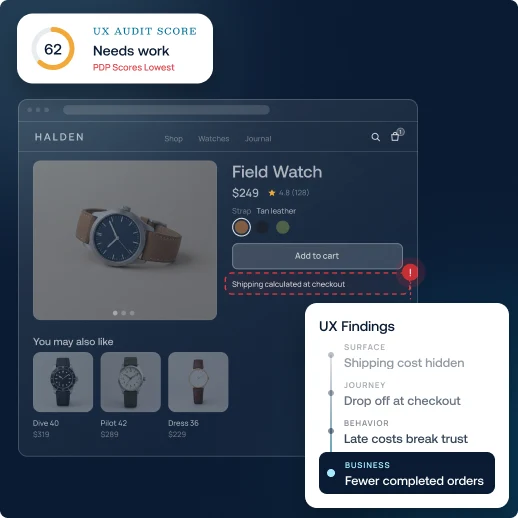 62
UX AUDIT SCORE
Needs work
PDP Scores Lowest
HALDEN
Shop Watches Journal
1
Field Watch
$249 4.8 (128)
Strap Tan leather
Add to cart
!
Shipping calculated at checkout
You may also like
Dive 40 Pilot 42 Dress 36
$319 $289 $229
UX Findings
SURFACE
Shipping cost hidden
JOURNEY
Drop off at checkout
BEHAVIOR
Late costs break trust
BUSINESS
Fewer completed orders